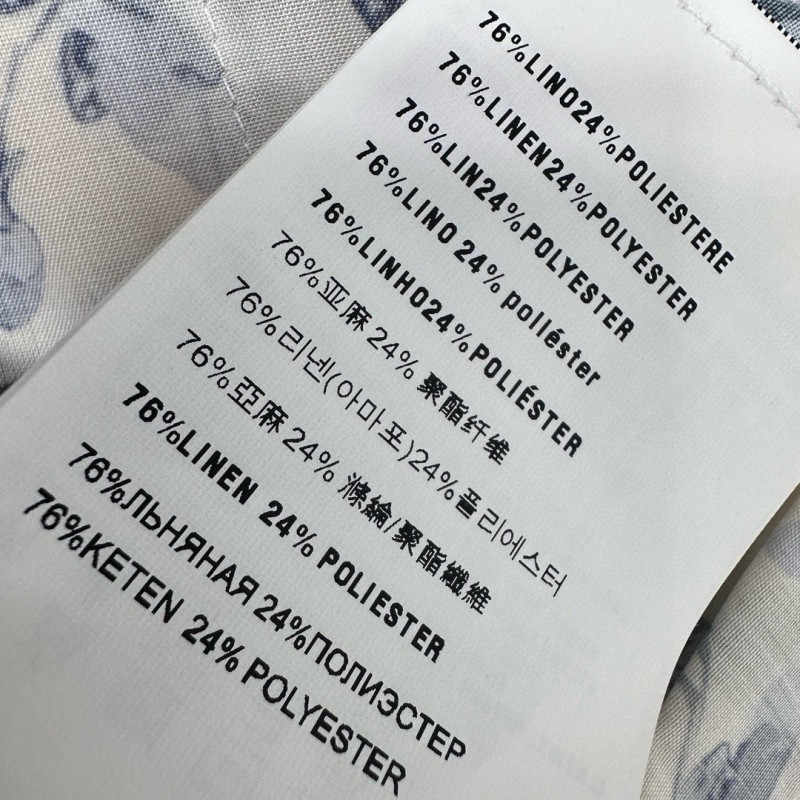 76%LINO24%POLIESTERE
76%LINEN24%POLYESTER
76%LIN24%POLYESTER
76%LINO 24% poliéster
76%LINHO24%POLIÉSTER
76%亚麻 24% 聚酯纤维
76%리넨(아마포)24%폴리에스터
76%亞麻 24% 滌綸/聚酯纖維
76%LINEN 24% POLIESTER
76%ЛЬНЯНАЯ 24%ПОЛИЭСТЕР
76%KETEN 24% POLYESTER